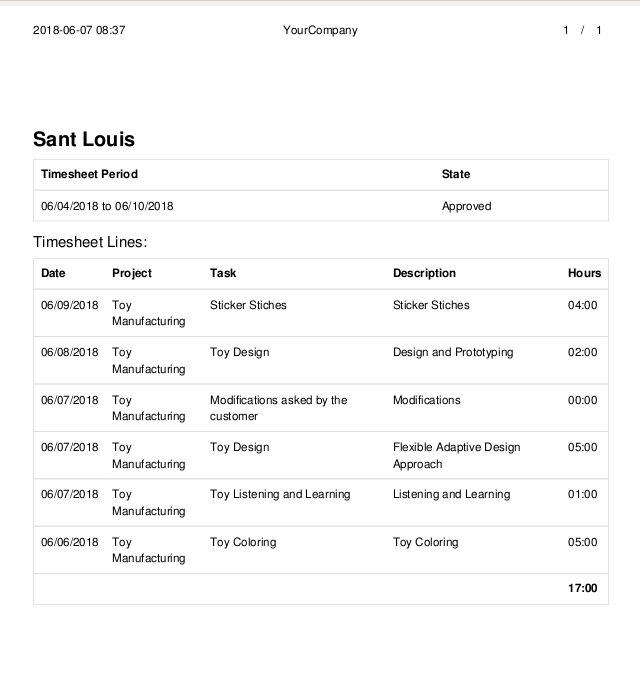 2018-06-07 08:37 YourCompany 1 / 1
Sant Louis
Timesheet Period State
06/04/2018 to 06/10/2018 Approved
Timesheet Lines:
Date Project Task Description Hours
06/09/2018 Toy Sticker Stiches Sticker Stiches 04:00
Manufacturing
06/08/2018 Toy Toy Design Design and Prototyping 02:00
Manufacturing
06/07/2018 Toy Modifications asked by the Modifications 00:00
Manufacturing customer
06/07/2018 Toy Toy Design Flexible Adaptive Design 05:00
Manufacturing Approach
06/07/2018 Toy Toy Listening and Learning Listening and Learning 01:00
Manufacturing
06/06/2018 Toy Toy Coloring Toy Coloring 05:00
Manufacturing
17:00